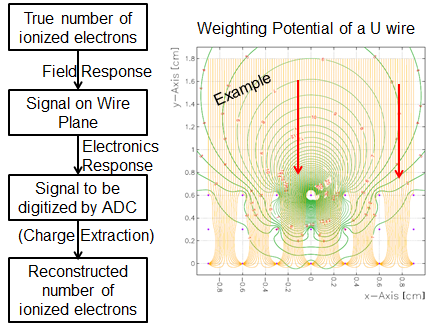 True number of
ionized electrons
Field Response
Signal on Wire
Plane
Electronics
Response
Signal to be
digitized by ADC
(Charge Extraction)
Reconstructed
number of
ionized electrons
Weighting Potential of a U wire
y-Axis [cm]
Example
1.8
1.6
1.4
1.2
1
0.8
0.6
0.4
0.2
0
-0.8
-0.6
-0.4
-0.2
0
0.2
0.4
0.6
0.8
x-Axis [cm]